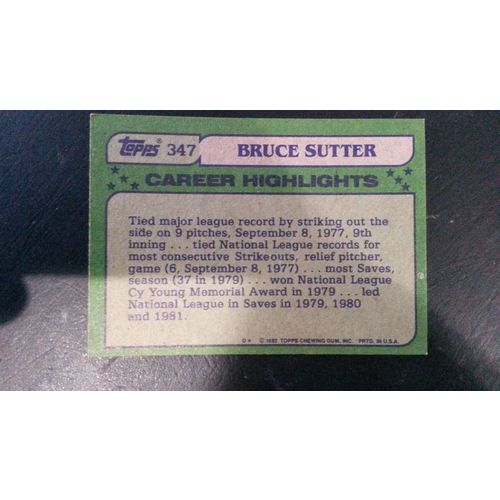 Topps® 347 BRUCE SUTTER
CAREER HIGHLIGHTS
Tied major league record by striking out the
side on 9 pitches, September 8, 1977, 9th
inning . . . tied National League records for
most consecutive Strikeouts, relief pitcher,
game (6, September 8, 1977) . . . most Saves,
season (37 in 1979) . . . won National League
Cy Young Memorial Award in 1979 . . . led
National League in Saves in 1979, 1980
and 1981.
D* © 1982 TOPPS CHEWING GUM, INC. PRTD. IN U.S.A.